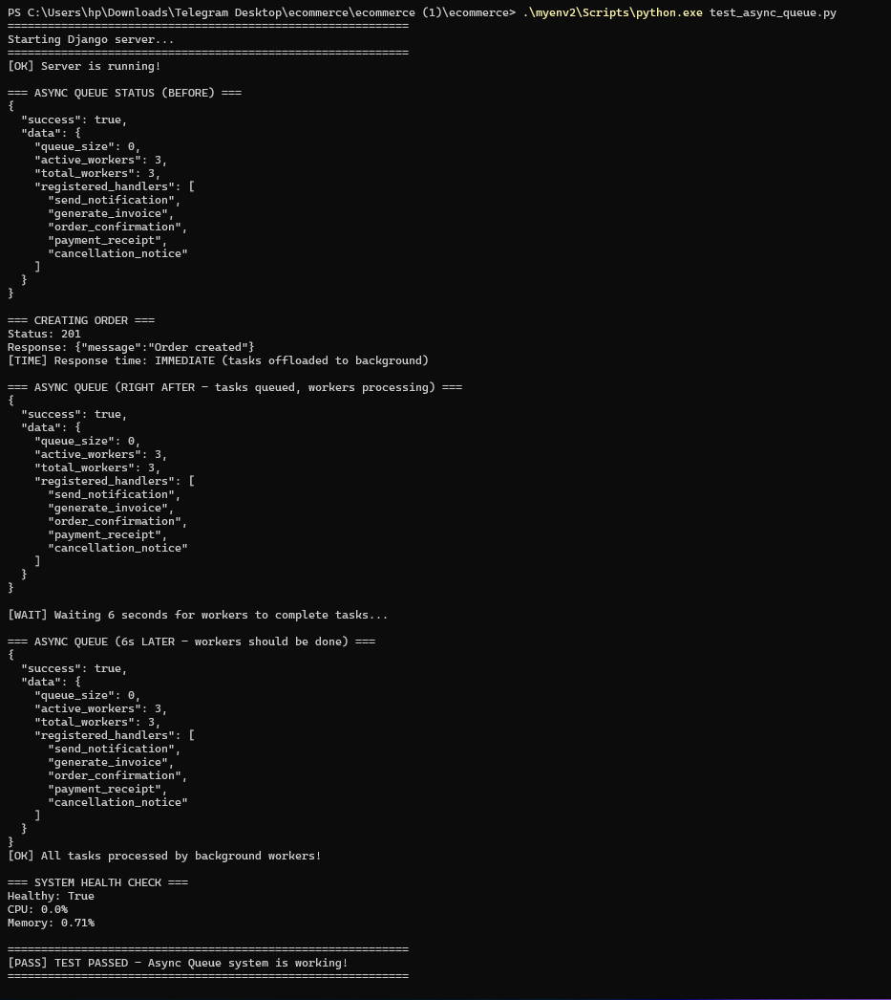 PS C:\Users\hp\Downloads\Telegram Desktop\ecommerce\ecommerce (1)\ecommerce> .\myenv2\Scripts\python.exe test_async_queue.py
============================================================
Starting Django server...
============================================================
[OK] Server is running!

=== ASYNC QUEUE STATUS (BEFORE) ===
{
  "success": true,
  "data": {
    "queue_size": 0,
    "active_workers": 3,
    "total_workers": 3,
    "registered_handlers": [
      "send_notification",
      "generate_invoice",
      "order_confirmation",
      "payment_receipt",
      "cancellation_notice"
    ]
  }
}

=== CREATING ORDER ===
Status: 201
Response: {"message":"Order created"}
[TIME] Response time: IMMEDIATE (tasks offloaded to background)

=== ASYNC QUEUE (RIGHT AFTER - tasks queued, workers processing) ===
{
  "success": true,
  "data": {
    "queue_size": 0,
    "active_workers": 3,
    "total_workers": 3,
    "registered_handlers": [
      "send_notification",
      "generate_invoice",
      "order_confirmation",
      "payment_receipt",
      "cancellation_notice"
    ]
  }
}

[WAIT] Waiting 6 seconds for workers to complete tasks...

=== ASYNC QUEUE (6s LATER - workers should be done) ===
{
  "success": true,
  "data": {
    "queue_size": 0,
    "active_workers": 3,
    "total_workers": 3,
    "registered_handlers": [
      "send_notification",
      "generate_invoice",
      "order_confirmation",
      "payment_receipt",
      "cancellation_notice"
    ]
  }
}
[OK] All tasks processed by background workers!

=== SYSTEM HEALTH CHECK ===
Healthy: True
CPU: 0.0%
Memory: 0.71%

============================================================
[PASS] TEST PASSED - Async Queue system is working!
============================================================